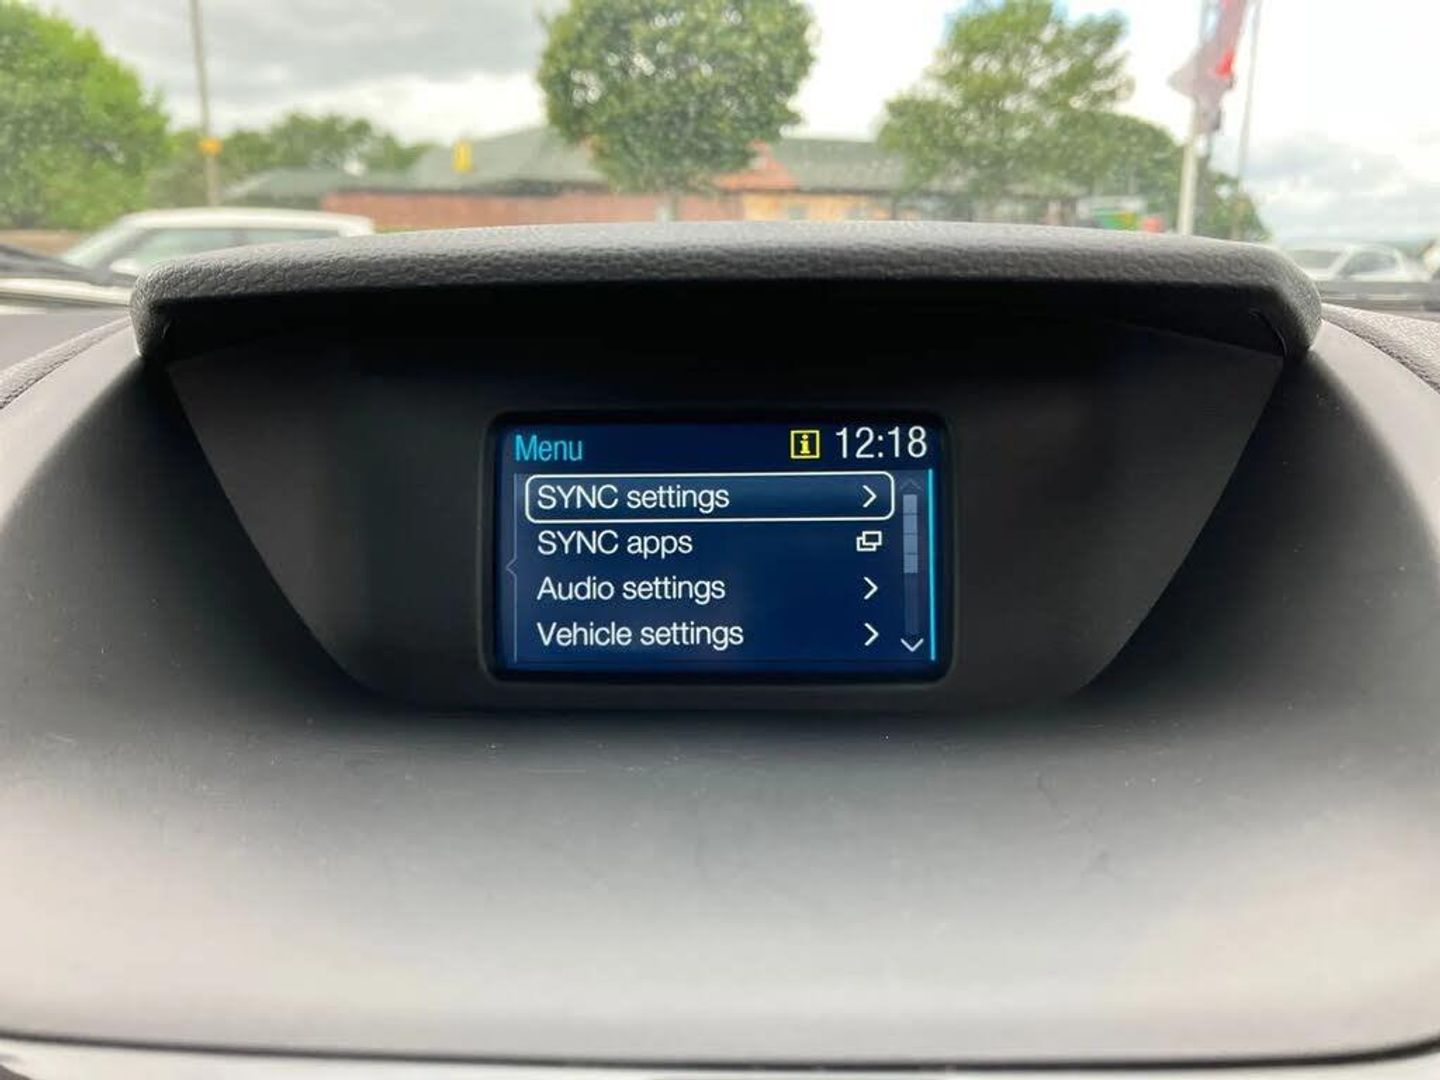 Menu i 12:18
SYNC settings
SYNC apps
Audio settings
Vehicle settings